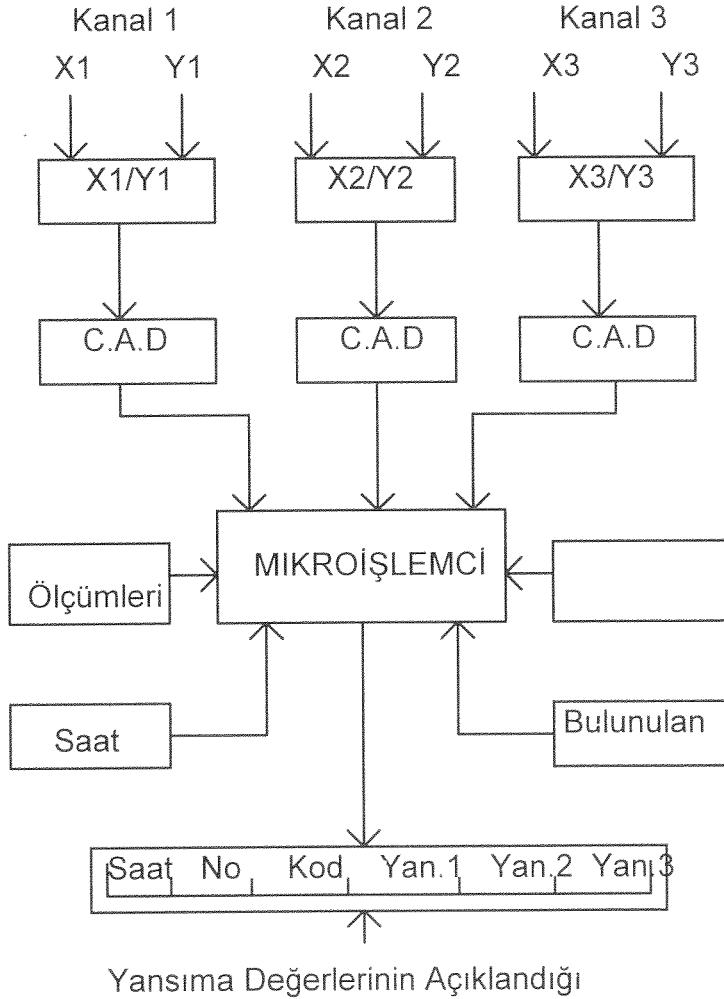 Kanal 1 Kanal 2 Kanal 3
X1 Y1 X2 Y2 X3 Y3
X1/Y1 X2/Y2 X3/Y3
C.A.D C.A.D C.A.D
MIKROİŞLEMCİ
Ölçümleri
Saat
Bulunulan
Saat No Kod Yan.1 Yan.2 Yan.3
Yansıma Değerlerinin Açıklandığı